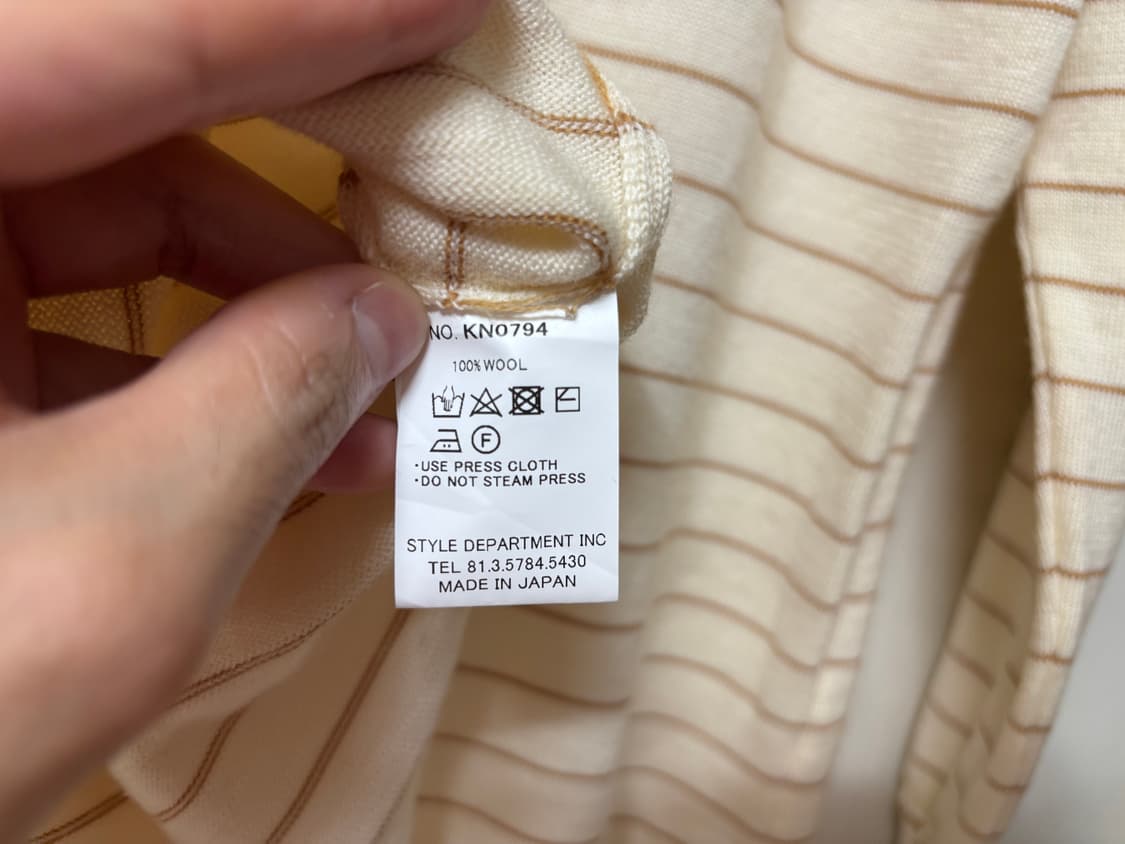 NO. KN0794
100% WOOL
F
·USE PRESS CLOTH
·DO NOT STEAM PRESS
STYLE DEPARTMENT INC
TEL 81.3.5784.5430
MADE IN JAPAN